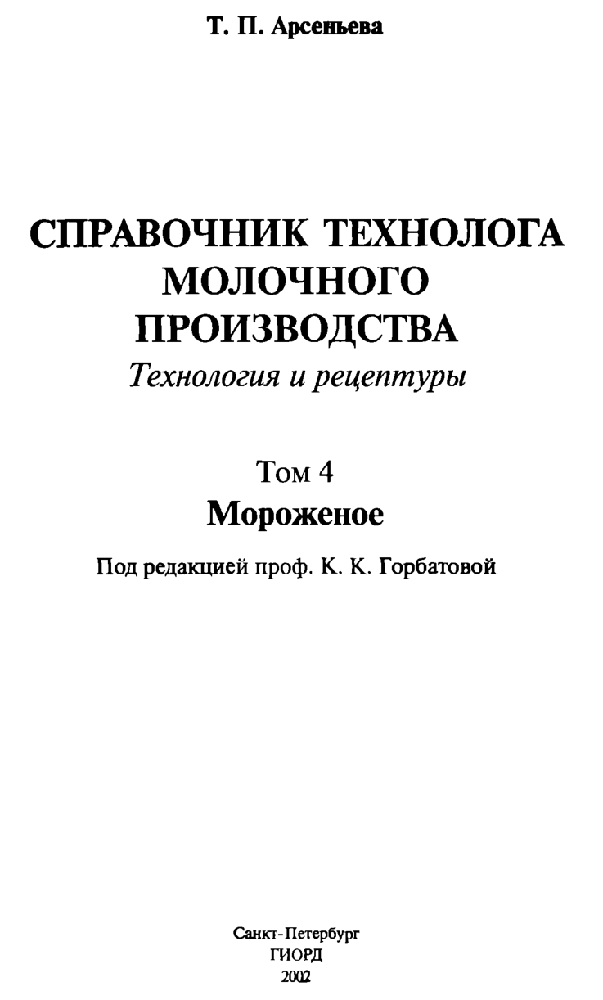 Т. П. Арсеньева
СПРАВОЧНИК ТЕХНОЛОГА
МОЛОЧНОГО
ПРОИЗВОДСТВА
Технология и рецептуры
Том 4
Мороженое
Под редакцией проф. К. К. Горбатовой
Санкт-Петербург
ГИОРД
2002